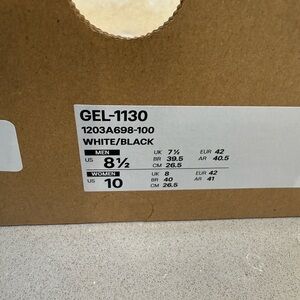 GEL-1130
1203A698-100
WHITE/BLACK
MEN
US 8½
UK 7½ EUR 42
BR 39.5 AR 40.5
CM 26.5
WOMEN
US 10
UK 8 EUR 42
BR 40 AR 41
CM 26.5